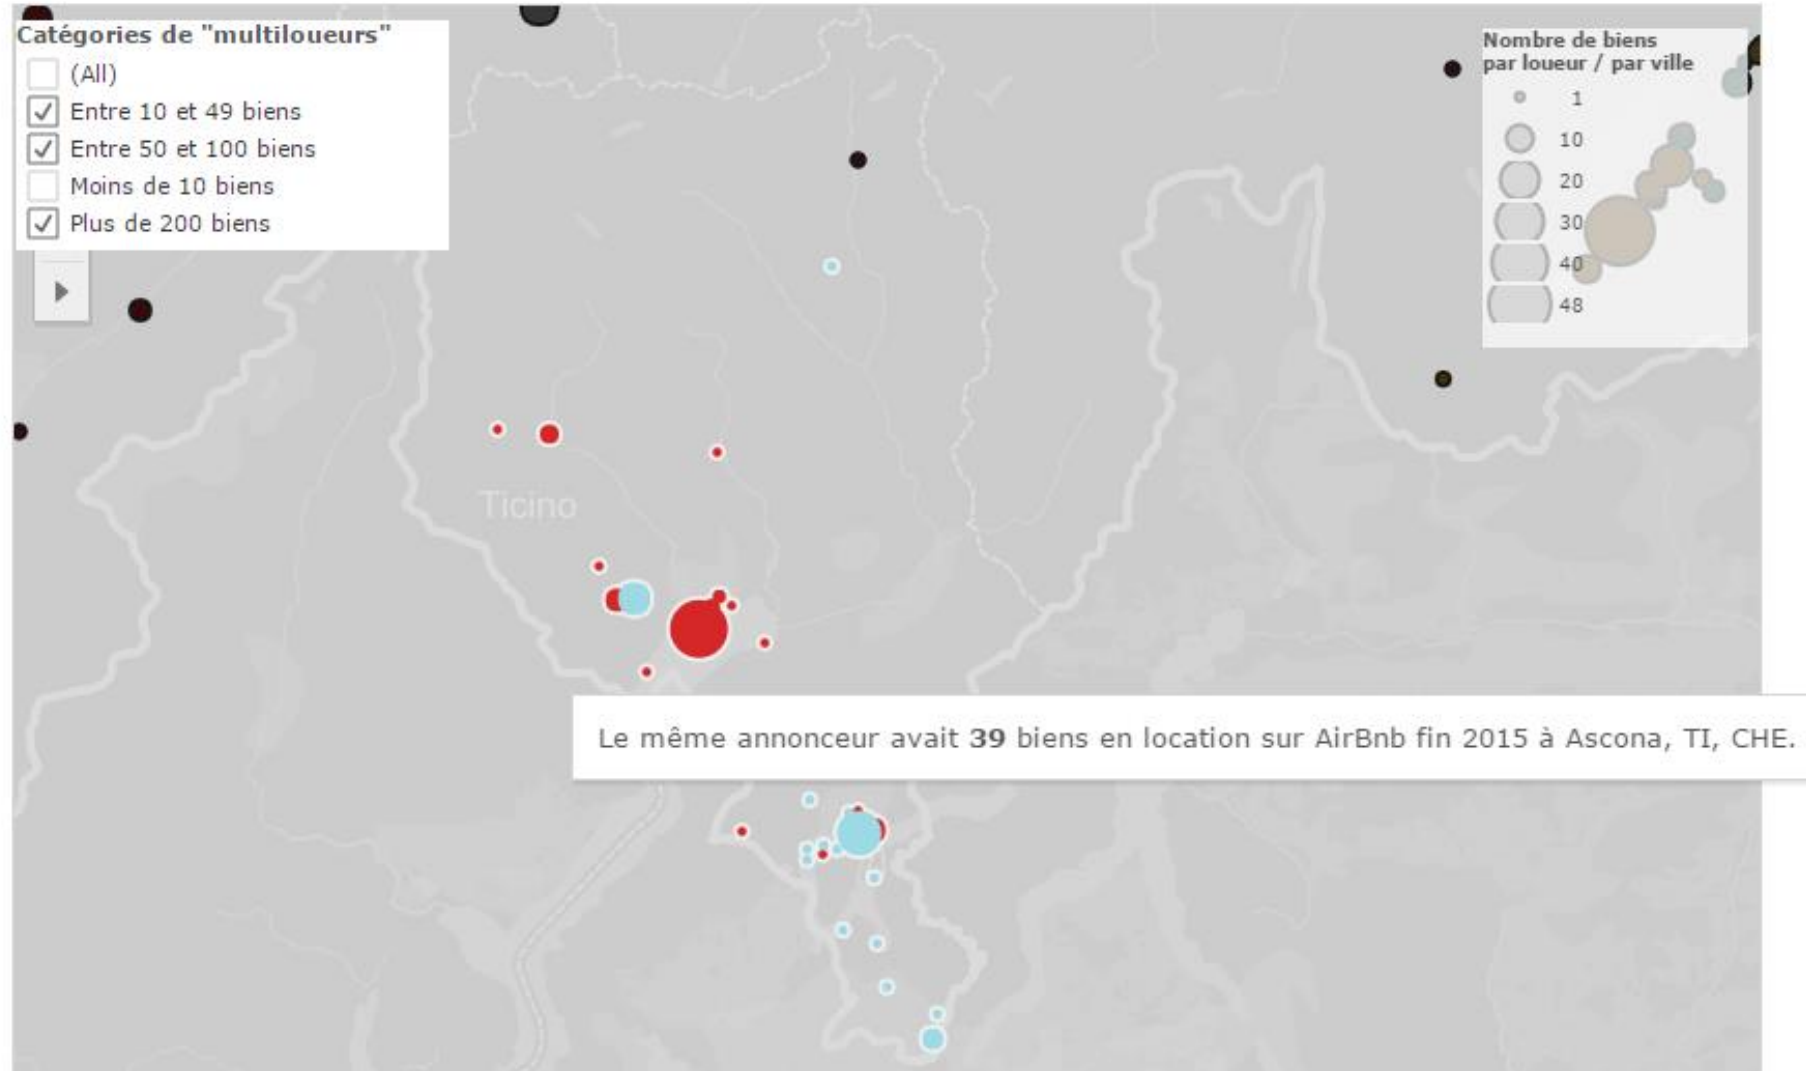 Catégories de "multiloueurs"
(All)
Entre 10 et 49 biens
Entre 50 et 100 biens
Moins de 10 biens
Plus de 200 biens
Nombre de biens
par loueur / par ville
1
10
20
30
40
48
Ticino
Le même annonceur avait 39 biens en location sur AirBnb fin 2015 à Ascona, TI, CHE.